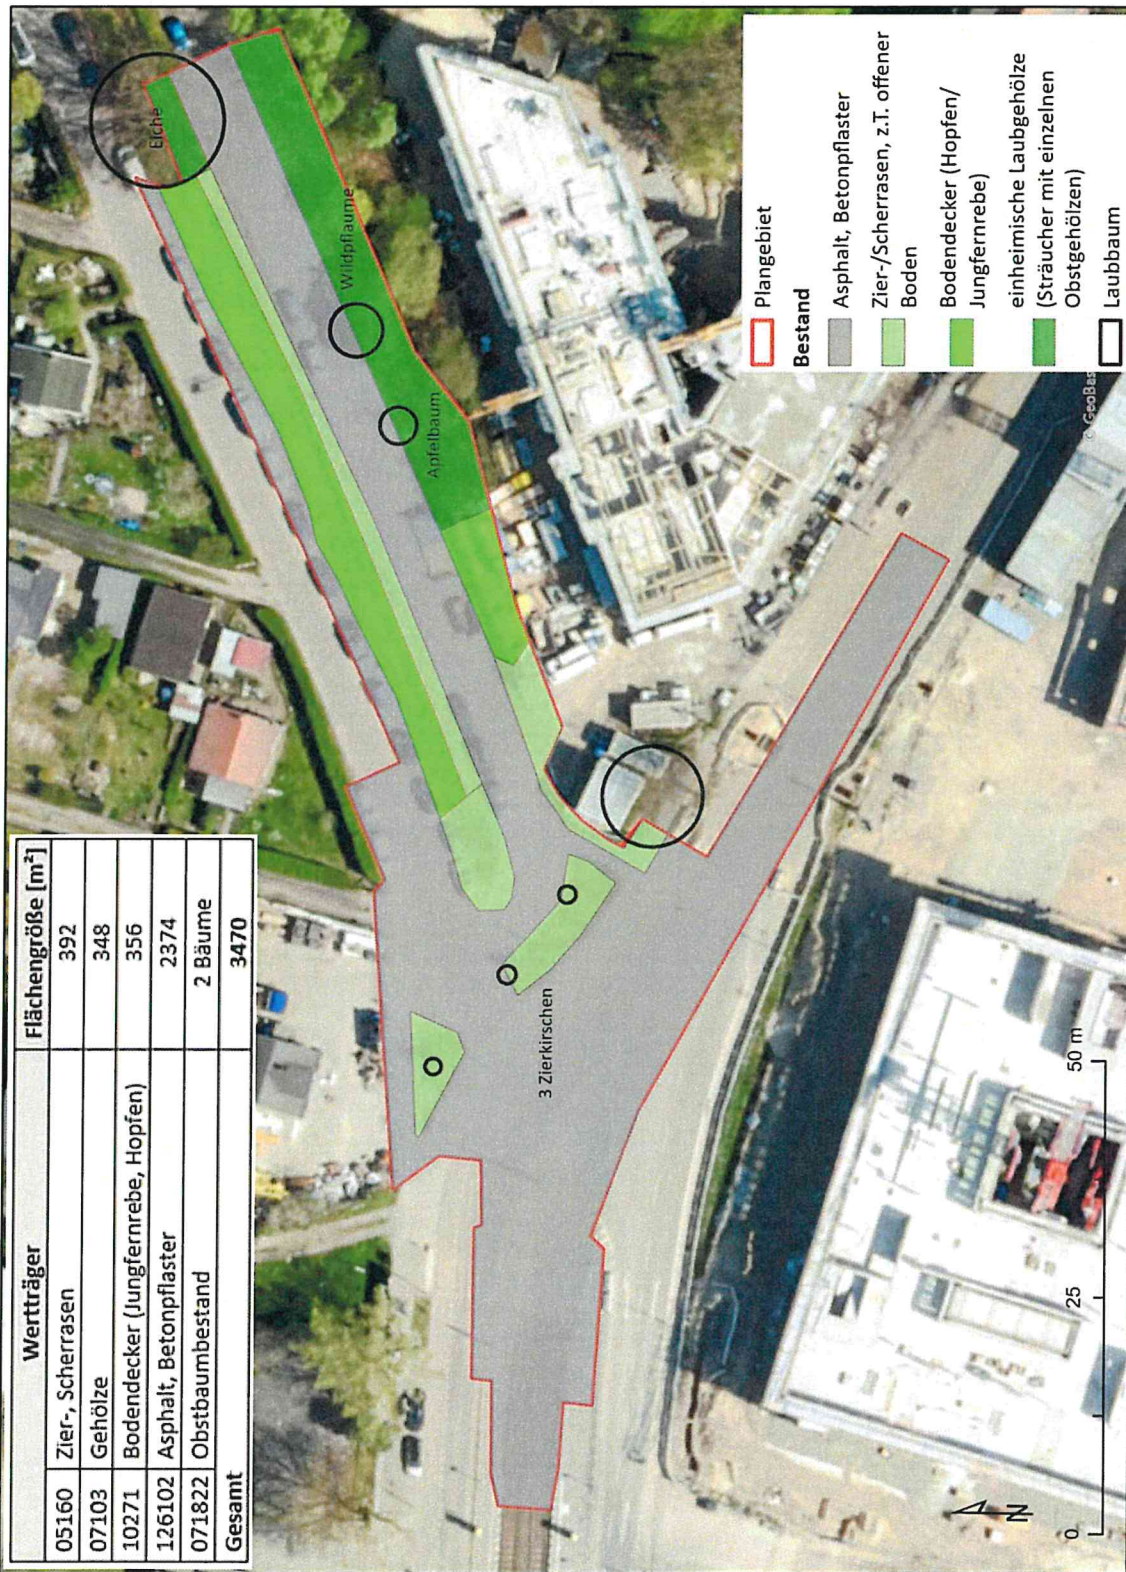 Wertträger Flächengröße [m²]
05160 Zier-, Scherrasen 392
07103 Gehölze 348
10271 Bodendecker (Jungfernrebe, Hopfen) 356
126102 Asphalt, Betonpflaster 2374
071822 Obstbaumbestand 2 Bäume
Gesamt 3470
Eiche
Wildpflaume
Apfelbaum
3 Zierkirschen
Plangebiet
Bestand
Asphalt, Betonpflaster
Zier-/Scherrasen, z.T. offener
Boden
Bodendecker (Hopfen/
Jungfernrebe)
einheimische Laubgehölze
(Sträucher mit einzelnen
Obstgehölzen)
Laubbaum
© GeoBas
N
0 25 50 m